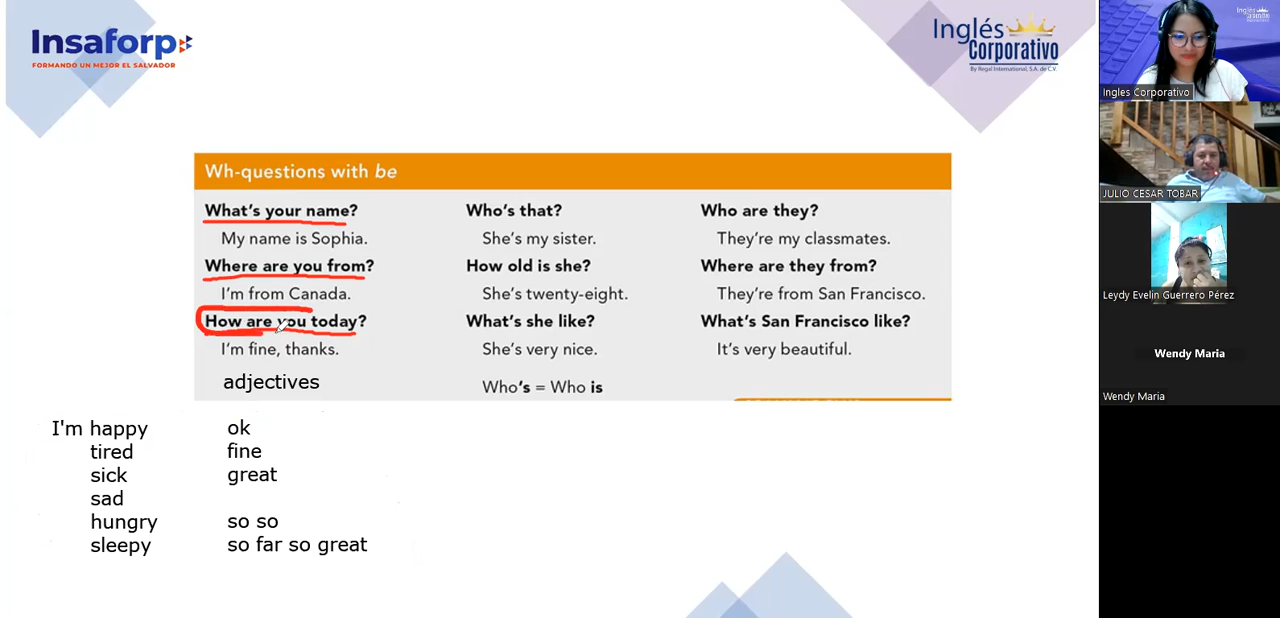 Insaforp
FORMANDO UN MEJOR EL SALVADOR
Inglés
Corporativo
By Regal International, S.A. de C.V.
Wh-questions with be
What's your name?
My name is Sophia.
Where are you from?
I'm from Canada.
How are you today?
I'm fine, thanks.
adjectives
Who's that?
She's my sister.
How old is she?
She's twenty-eight.
What's she like?
She's very nice.
Who's = Who is
Who are they?
They're my classmates.
Where are they from?
They're from San Francisco.
What's San Francisco like?
It's very beautiful.
I'm happy
tired
sick
sad
hungry
sleepy
ok
fine
great
so so
so far so great
Ingles Corporativo
JULIO CESAR TOBAR
Leydy Evelin Guerrero Pérez
Wendy Maria
Wendy Maria